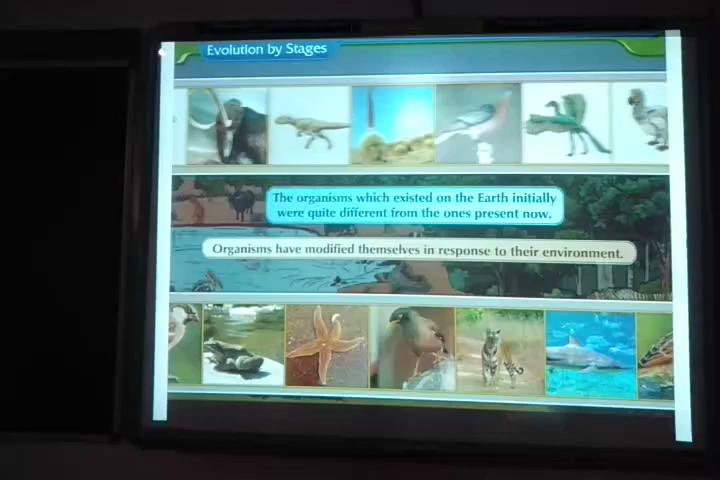 Evolution by Stages
The organisms which existed on the Earth initially
were quite different from the ones present now.
Organisms have modified themselves in response to their environment.